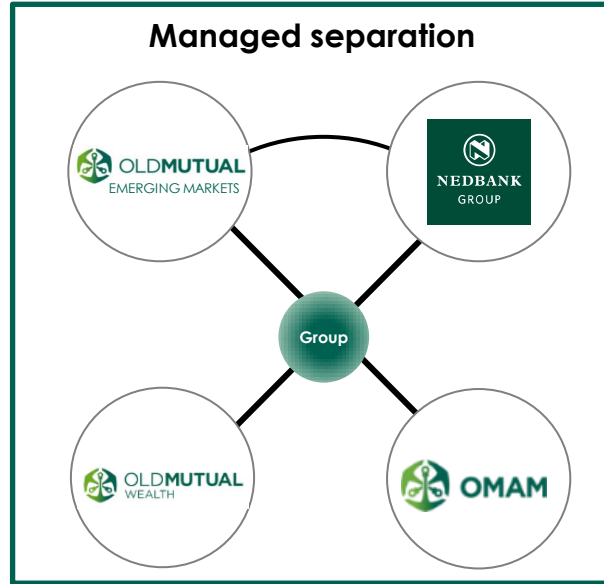 Managed separation
OLDMUTUAL
EMERGING MARKETS
NEDBANK
GROUP
Group
OLDMUTUAL
WEALTH
OMAM